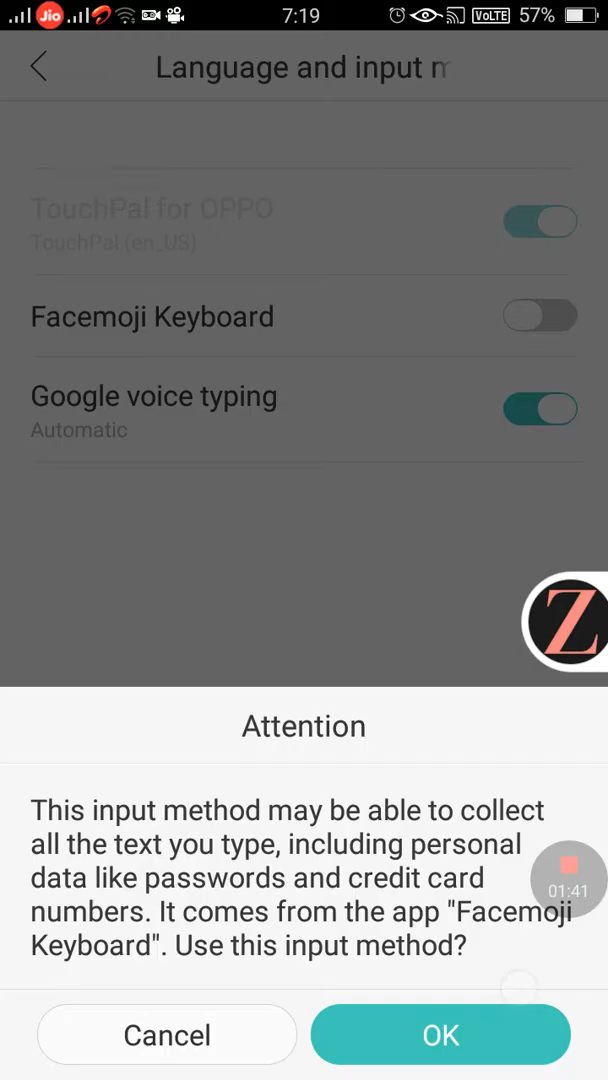 Jio 7:19 VoLTE 57%
Language and input m
TouchPal for OPPO
TouchPal (en_US)
Facemoji Keyboard
Google voice typing
Automatic
Z
Attention
This input method may be able to collect
all the text you type, including personal
data like passwords and credit card
numbers. It comes from the app "Facemoji
Keyboard". Use this input method?
01:41
Cancel OK